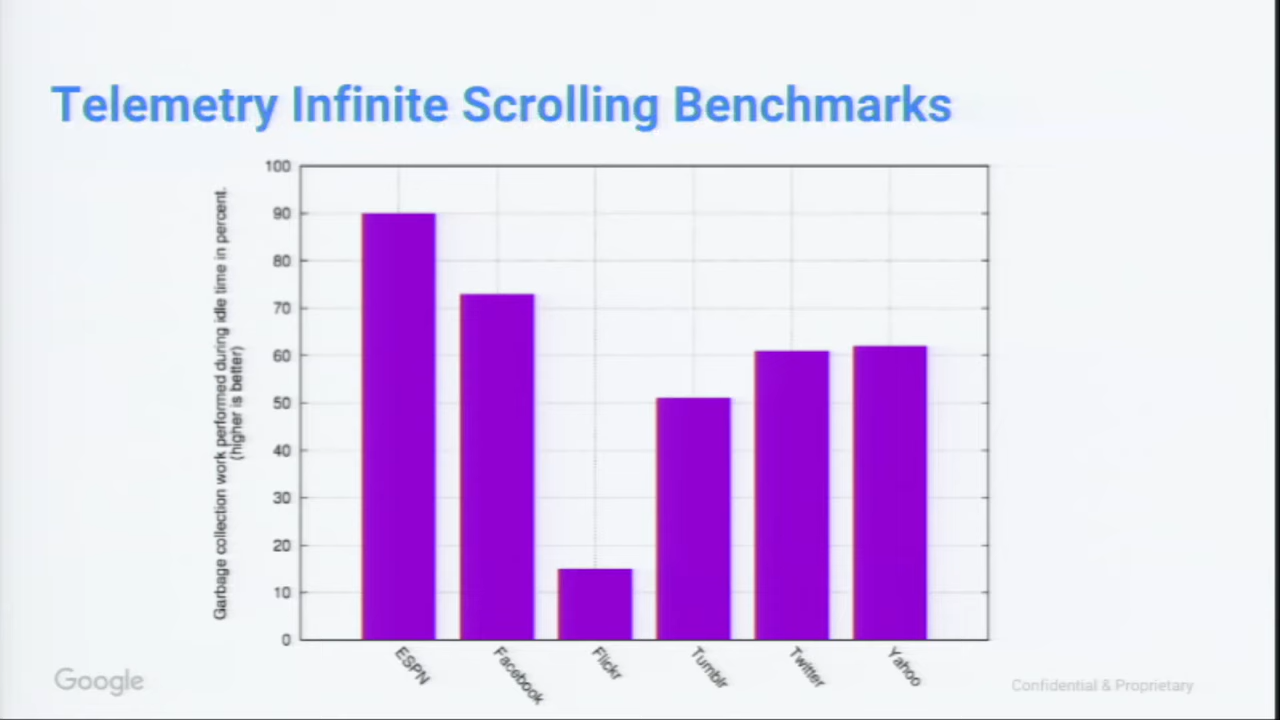 Telemetry Infinite Scrolling Benchmarks
Garbage collection work performed during idle time in percent.
(higher is better)
100
90
80
70
60
50
40
30
20
10
0
ESPN
Facebook
Flickr
Tumblr
Twitter
Yahoo
Google
Confidential & Proprietary